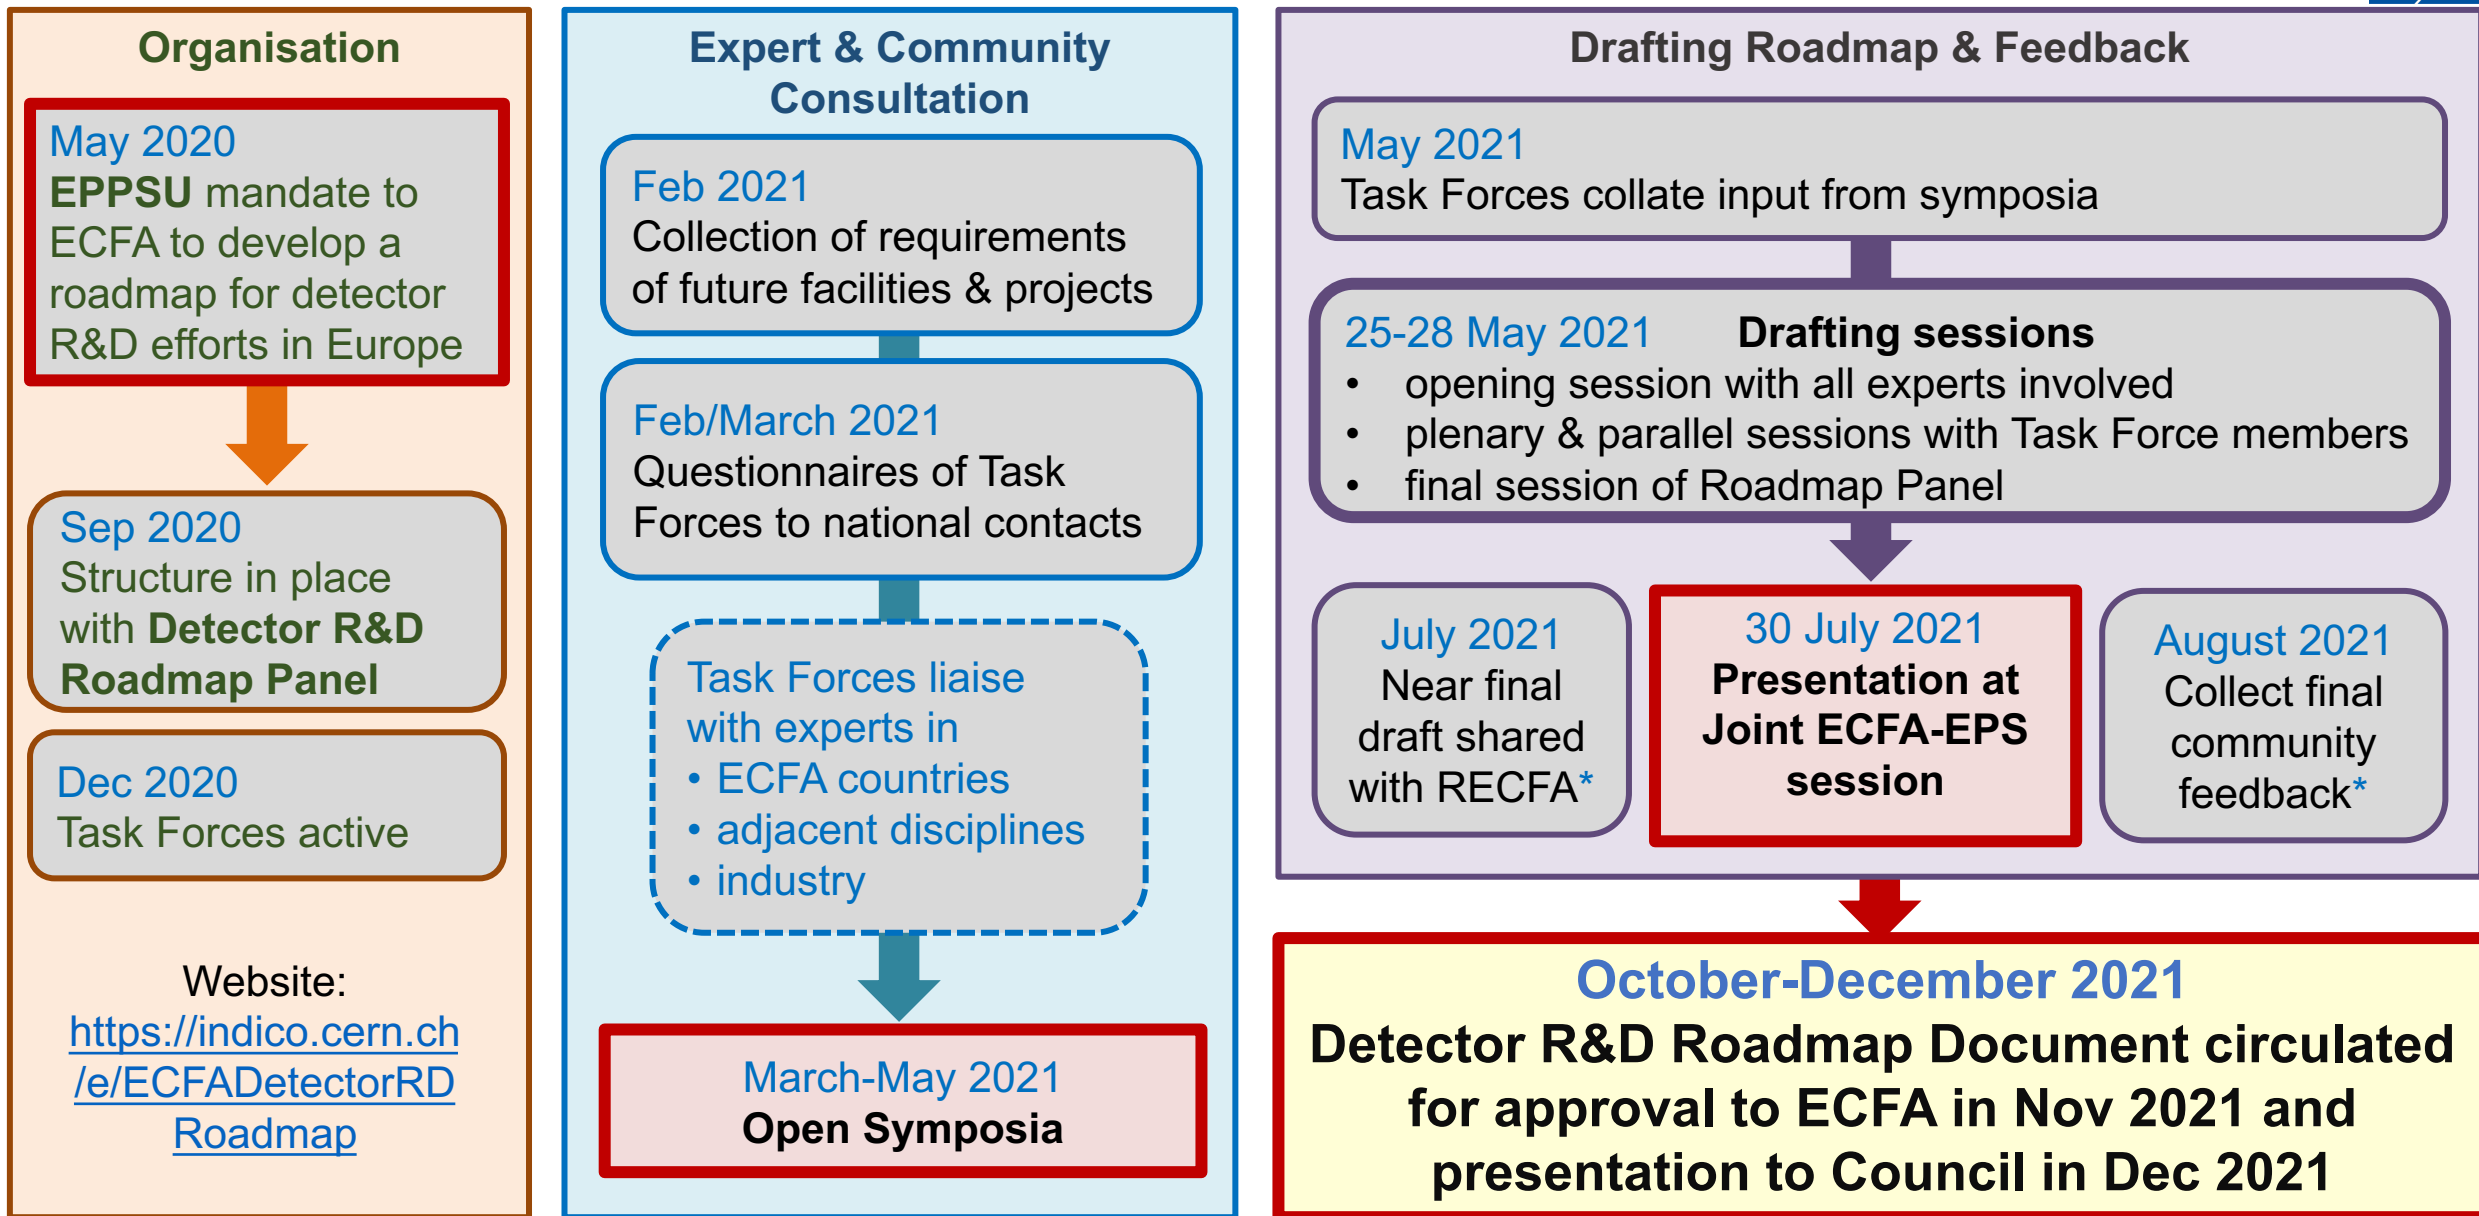 Organisation
May 2020
EPPSU mandate to
ECFA to develop a
roadmap for detector
R&D efforts in Europe
Sep 2020
Structure in place
with Detector R&D
Roadmap Panel
Dec 2020
Task Forces active
Website:
https://indico.cern.ch
/e/ECFADetectorRD
Roadmap
Expert & Community
Consultation
Feb 2021
Collection of requirements
of future facilities & projects
Feb/March 2021
Questionnaires of Task
Forces to national contacts
Task Forces liaise
with experts in
• ECFA countries
• adjacent disciplines
• industry
March-May 2021
Open Symposia
Drafting Roadmap & Feedback
May 2021
Task Forces collate input from symposia
25-28 May 2021 Drafting sessions
• opening session with all experts involved
• plenary & parallel sessions with Task Force members
• final session of Roadmap Panel
July 2021
Near final
draft shared
with RECFA*
30 July 2021
Presentation at
Joint ECFA-EPS
session
August 2021
Collect final
community
feedback*
October-December 2021
Detector R&D Roadmap Document circulated
for approval to ECFA in Nov 2021 and
presentation to Council in Dec 2021